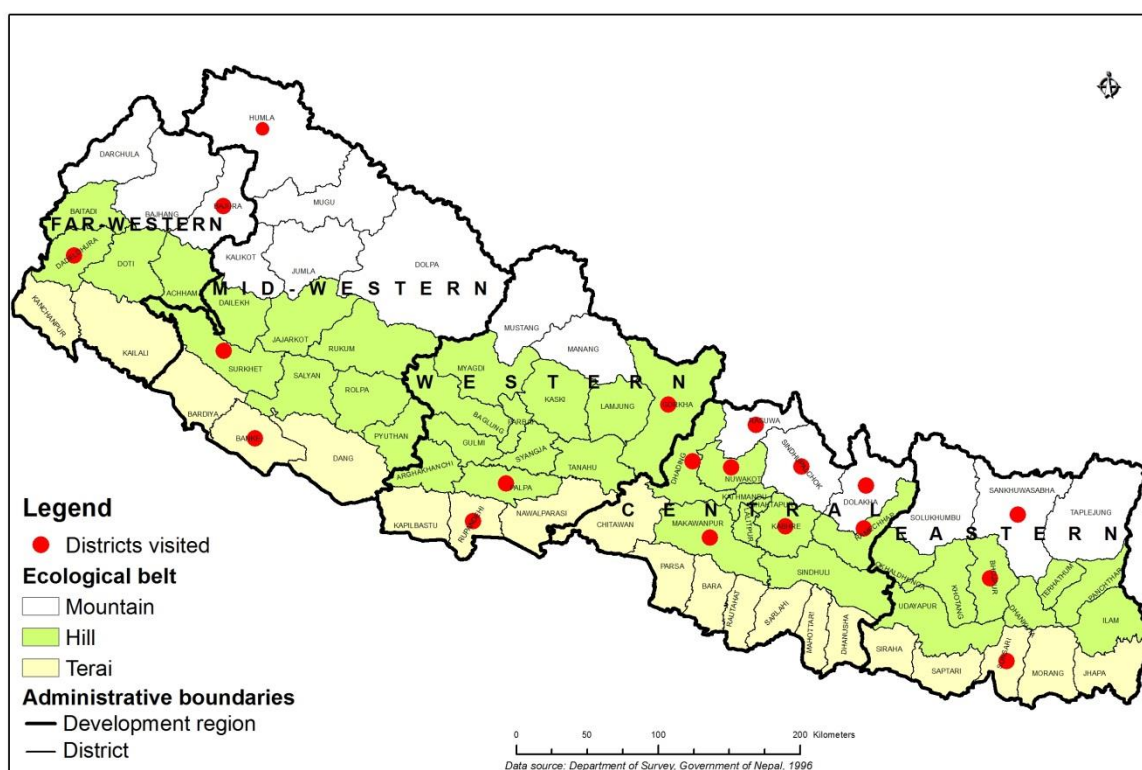 HUMLA
DARCHULA
BAJHANG
BAITADI
FAR-WESTERN
MUGU
DOTI
ACHHAM
KALIKOT
JUMLA
DOLPA
MID-WESTERN
KANCHANPUR
KAILALI
DAILEKH
JAJARKOT
RUKUM
SURKHET
SALYAN
ROLPA
BARDIYA
PYUTHAN
DANG
MUSTANG
MANANG
MYAGDI
WESTERN
KASKI
LAMJUNG
BAGLUNG
GULMI
SYANGJA
ARGHAKHANCHI
TANAHU
KAPILBASTU
NAWALPARASI
DHADING
NUWAKOT
DOLAKHA
KATHMANDU
CENTRAL
CHITAWAN
MAKAWANPUR
LALITPUR
SINDHULI
PARSA
BARA
RAUTAHAT
SARLAHI
MAHOTTARI
DHANUSHA
SOLUKHUMBU
SANKHUWASABHA
TAPLEJUNG
EASTERN
KHOTANG
TERHATHUM
PANCHTHAR
UDAYAPUR
ILAM
SIRAHA
SAPTARI
MORANG
JHAPA
Legend
Districts visited
Ecological belt
Mountain
Hill
Terai
Administrative boundaries
Development region
District
0 50 100 200 Kilometers
Data source: Department of Survey, Government of Nepal, 1996